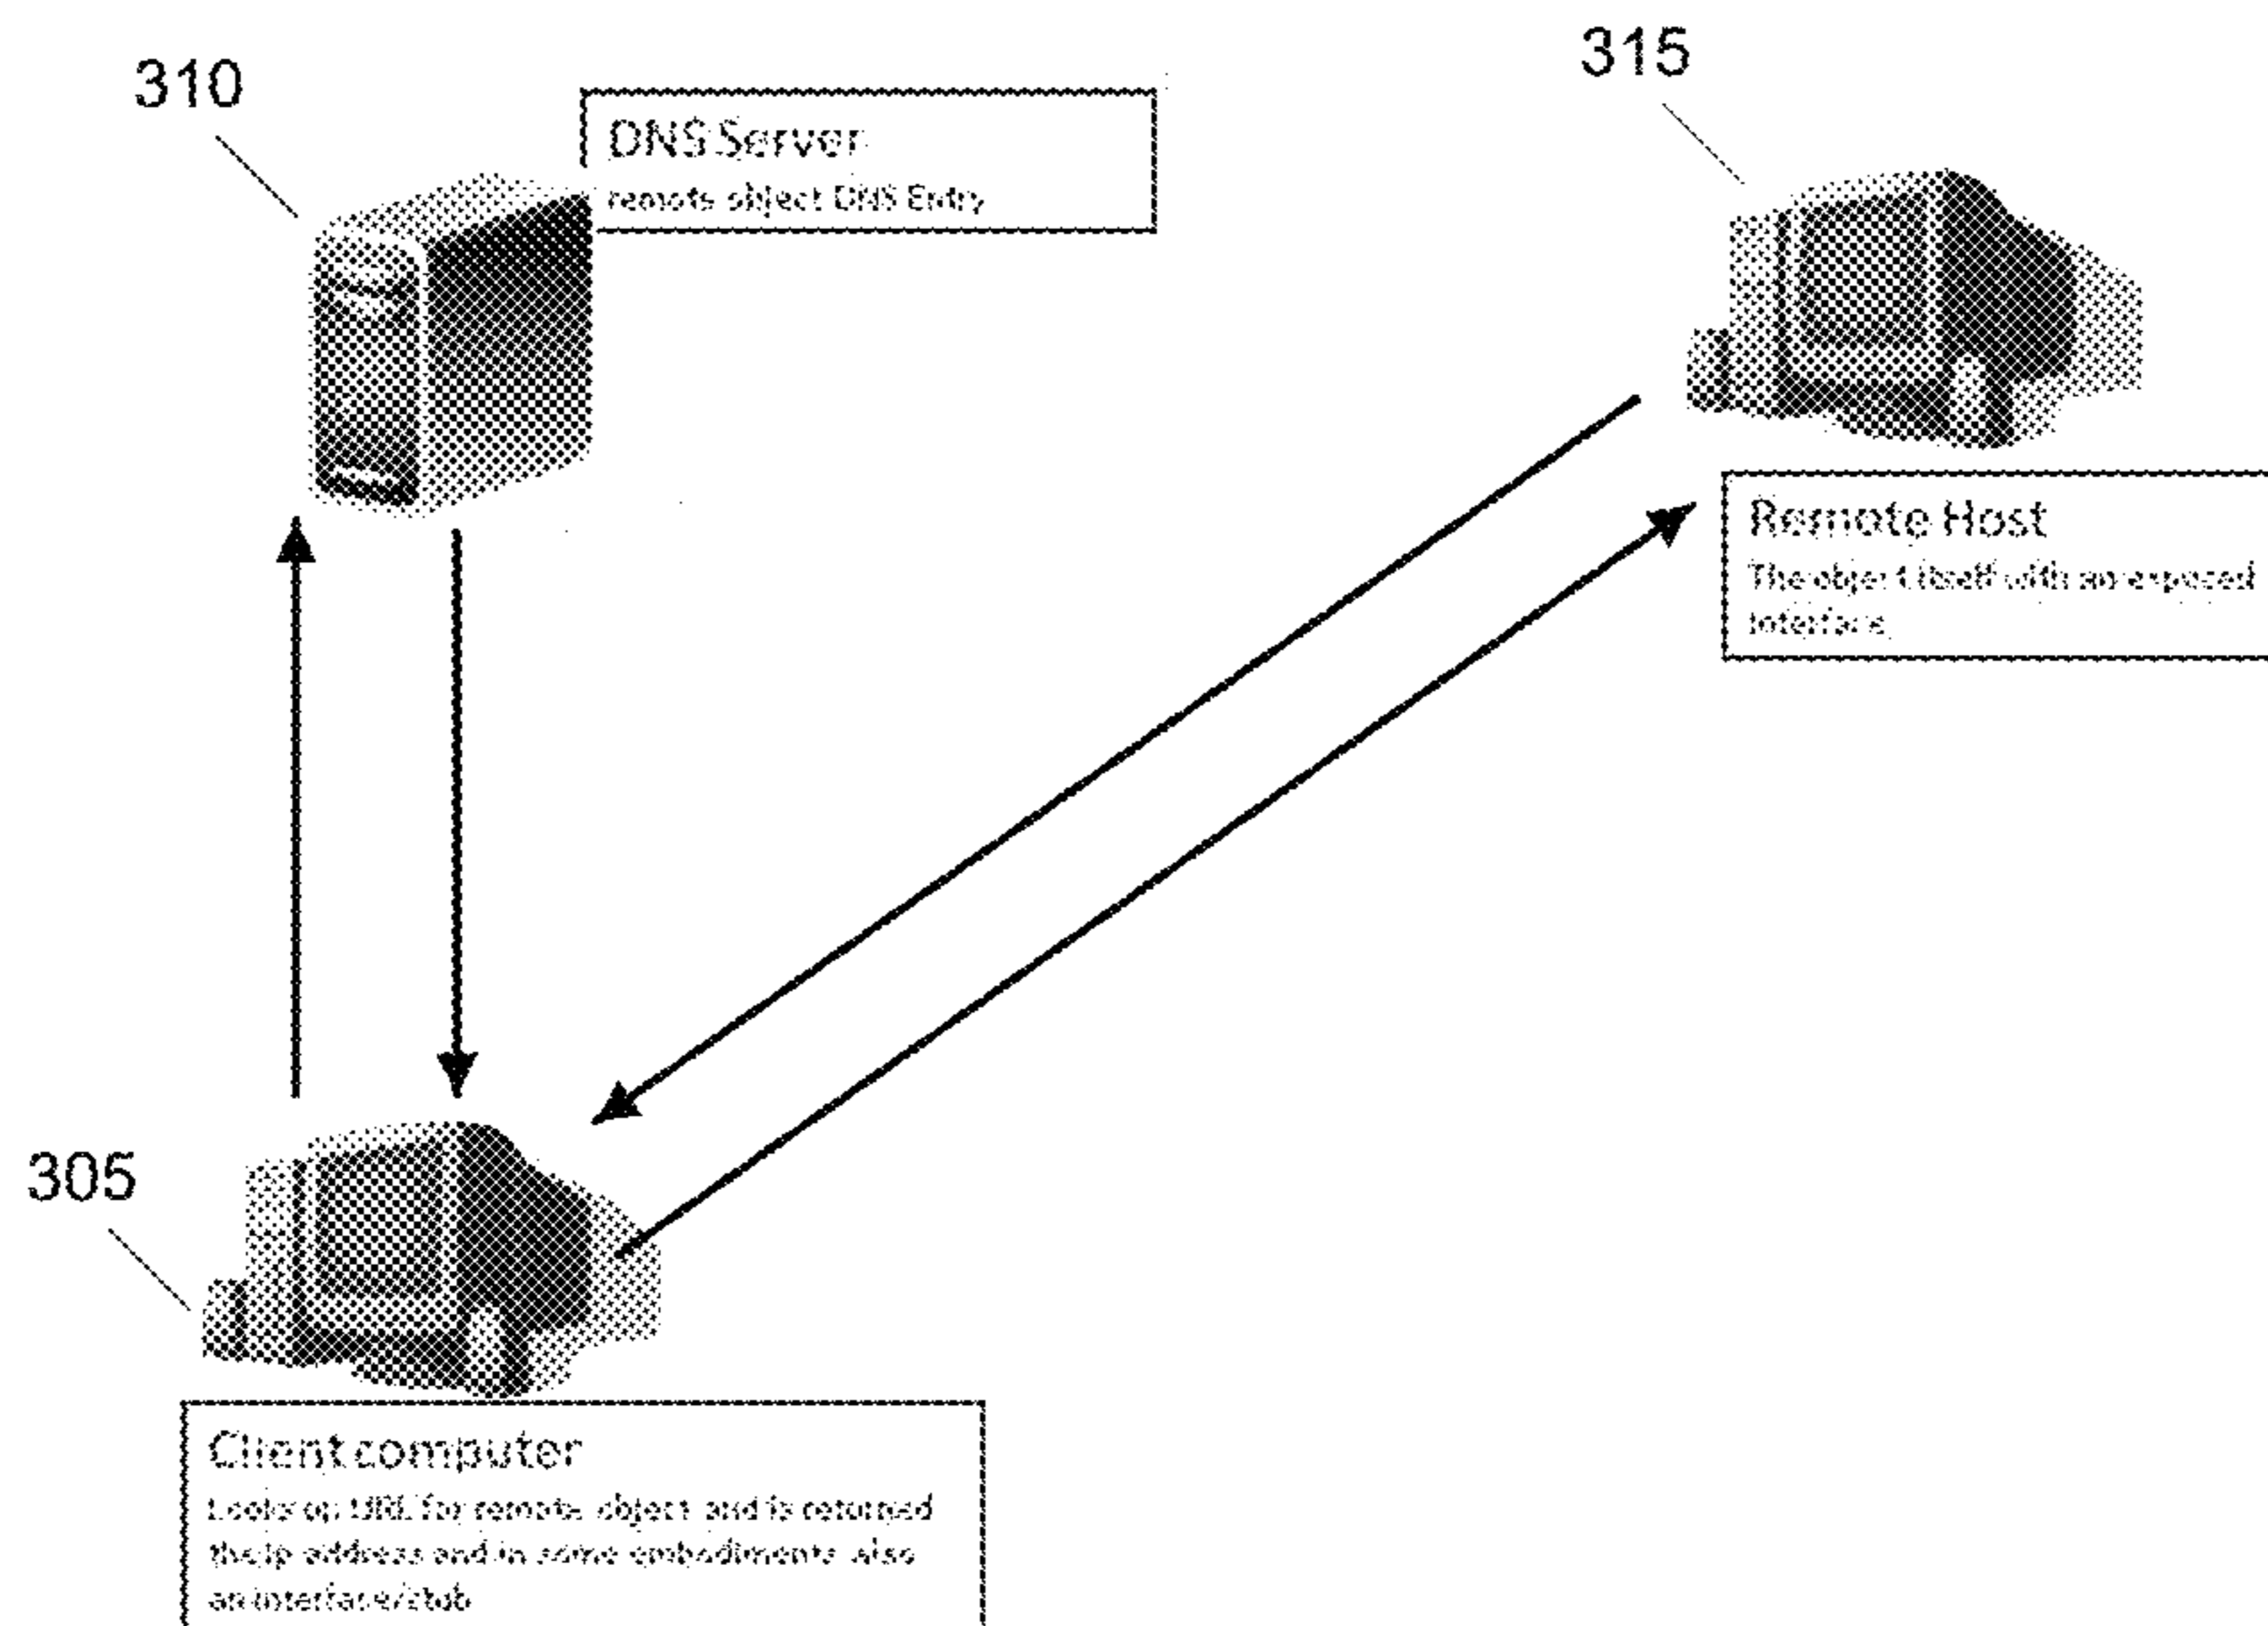 310
315
DNS Server
remote object DNS Entry
Remote Host
The object itself with an exposed
Interface
305
Client computer
Looks up URL for remote object and is returned
the ip address and in some embodiments also
an interface/stub